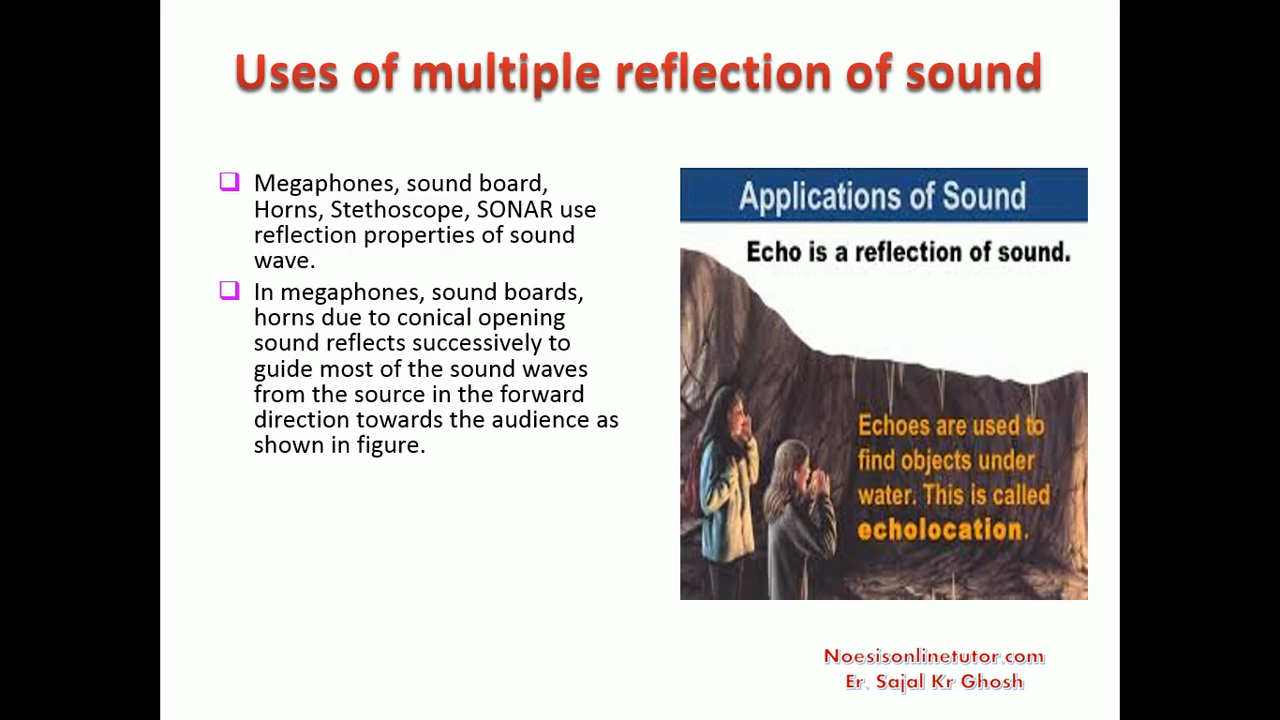 Uses of multiple reflection of sound
Megaphones, sound board,
Horns, Stethoscope, SONAR use
reflection properties of sound
wave.
In megaphones, sound boards,
horns due to conical opening
sound reflects successively to
guide most of the sound waves
from the source in the forward
direction towards the audience as
shown in figure.
Applications of Sound
Echo is a reflection of sound.
Echoes are used to
find objects under
water. This is called
echolocation.
Noesisonlinetutor.com
Er. Sajal Kr Ghosh